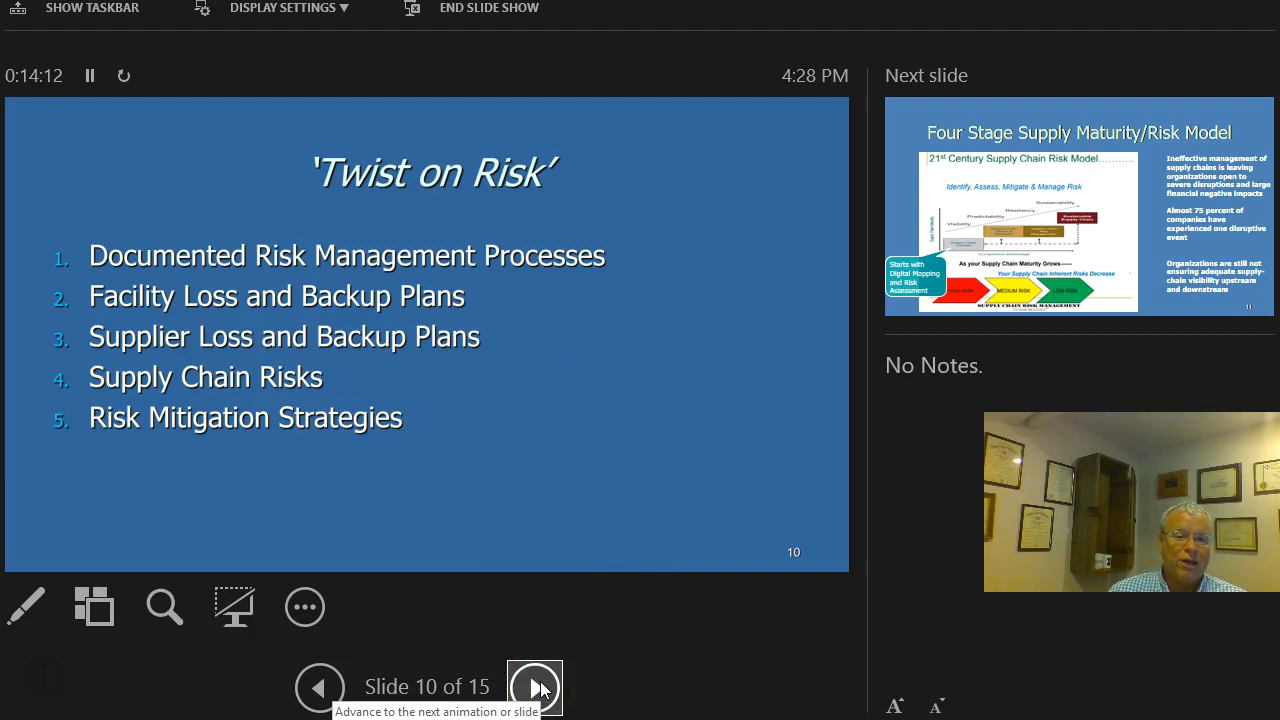 SHOW TASKBAR
DISPLAY SETTINGS ▼
END SLIDE SHOW
0:14:12
4:28 PM
‘Twist on Risk’
1. Documented Risk Management Processes
2. Facility Loss and Backup Plans
3. Supplier Loss and Backup Plans
4. Supply Chain Risks
5. Risk Mitigation Strategies
10
Next slide
Four Stage Supply Maturity/Risk Model
21st Century Supply Chain Risk Model..........
Identify, Assess, Mitigate & Manage Risk
Sustainability
Resiliency
Predictability
Visibility
As your Supply Chain Maturity Grows-----
Your Supply Chain Inherent Risks Decrease
MEDIUM RISK
LOW RISK
SUPPLY CHAIN RISK MANAGEMENT
Starts with
Digital Mapping
and Risk
Assessment
Ineffective management of
supply chains is leaving
organizations open to
severe disruptions and large
financial negative impacts
Almost 75 percent of
companies have
experienced one disruptive
event
Organizations are still not
ensuring adequate supply-
chain visibility upstream
and downstream
11
No Notes.
Slide 10 of 15
Advance to the next animation or slide
A A